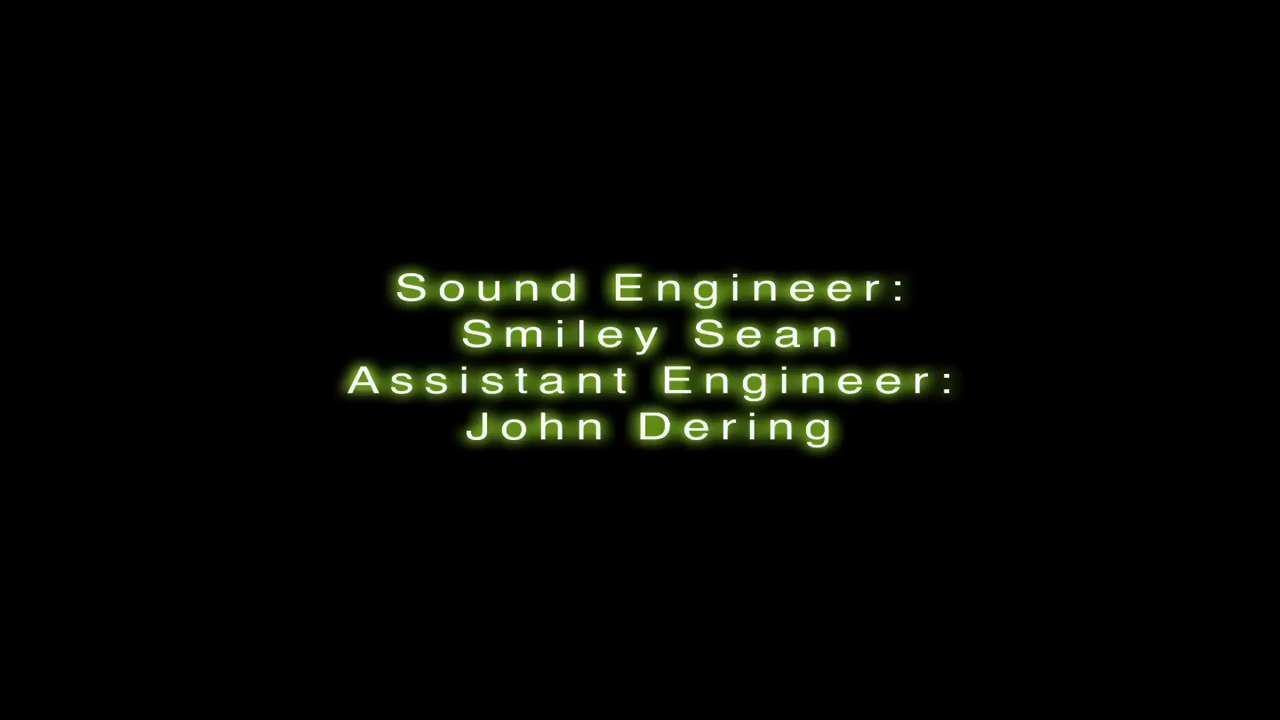 Sound Engineer:
Smiley Sean
Assistant Engineer:
John Dering